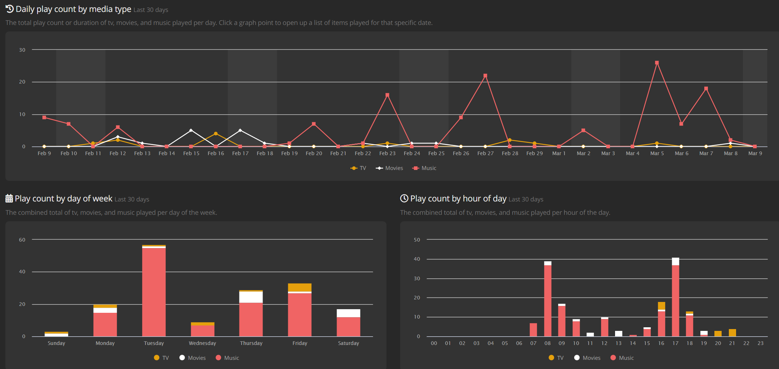 Daily play count by media type Last 30 days
The total play count or duration of tv, movies, and music played per day. Click a graph point to open up a list of items played for that specific date.
30
20
10
0
Feb 9 Feb 10 Feb 11 Feb 12 Feb 13 Feb 14 Feb 15 Feb 16 Feb 17 Feb 18 Feb 19 Feb 20 Feb 21 Feb 22 Feb 23 Feb 24 Feb 25 Feb 26 Feb 27 Feb 28 Feb 29 Mar 1 Mar 2 Mar 3 Mar 4 Mar 5 Mar 6 Mar 7 Mar 8 Mar 9
TV Movies Music
Play count by day of week Last 30 days
The combined total of tv, movies, and music played per day of the week.
60
40
20
0
Sunday Monday Tuesday Wednesday Thursday Friday Saturday
TV Movies Music
Play count by hour of day Last 30 days
The combined total of tv, movies, and music played per hour of the day.
50
40
30
20
10
0
00 01 02 03 04 05 06 07 08 09 10 11 12 13 14 15 16 17 18 19 20 21 22 23
TV Movies Music